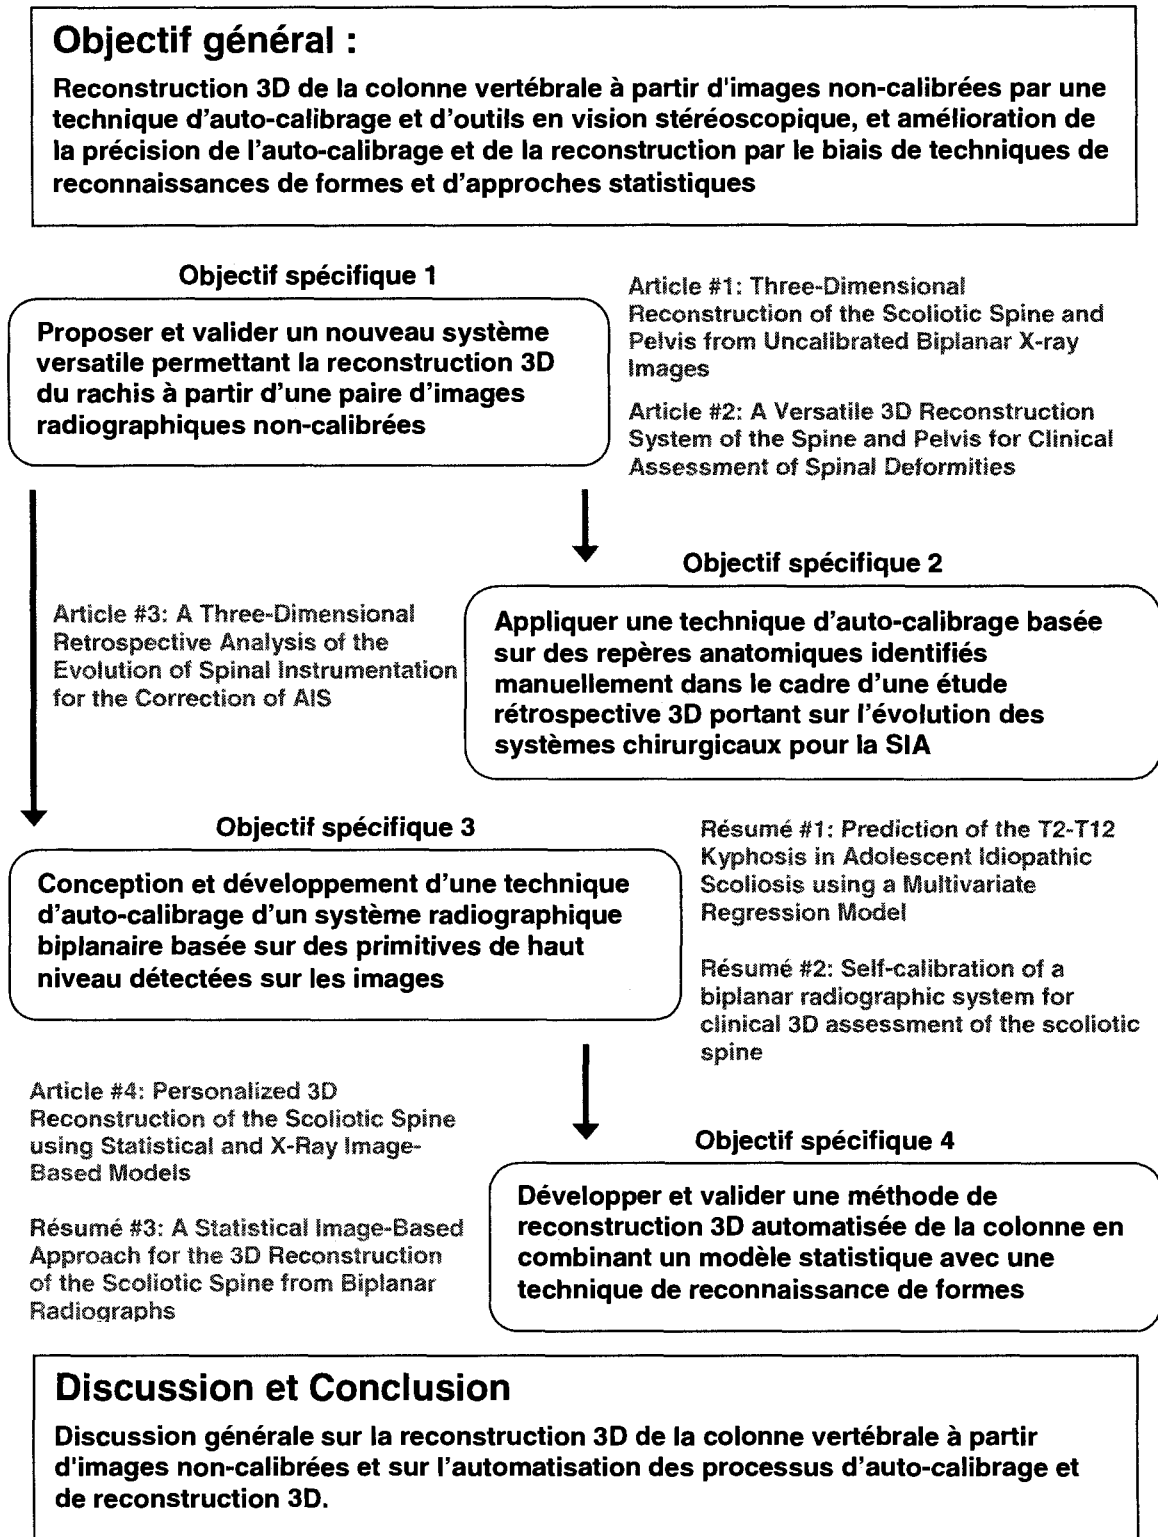 Objectif général :
Reconstruction 3D de la colonne vertébrale à partir d'images non-calibrées par une
technique d'auto-calibrage et d'outils en vision stéréoscopique, et amélioration de
la précision de l'auto-calibrage et de la reconstruction par le biais de techniques de
reconnaissances de formes et d'approches statistiques
Objectif spécifique 1
Proposer et valider un nouveau système
versatile permettant la reconstruction 3D
du rachis à partir d'une paire d'images
radiographiques non-calibrées
Article #1: Three-Dimensional
Reconstruction of the Scoliotic Spine and
Pelvis from Uncalibrated Biplanar X-ray
Images
Article #2: A Versatile 3D Reconstruction
System of the Spine and Pelvis for Clinical
Assessment of Spinal Deformities
Objectif spécifique 2
Article #3: A Three-Dimensional
Retrospective Analysis of the
Evolution of Spinal Instrumentation
for the Correction of AIS
Appliquer une technique d'auto-calibrage basée
sur des repères anatomiques identifiés
manuellement dans le cadre d'une étude
rétrospective 3D portant sur l'évolution des
systèmes chirurgicaux pour la SIA
Objectif spécifique 3
Conception et développement d'une technique
d'auto-calibrage d'un système radiographique
biplanaire basée sur des primitives de haut
niveau détectées sur les images
Résumé #1: Prediction of the T2-T12
Kyphosis in Adolescent Idiopathic
Scoliosis using a Multivariate
Regression Model
Résumé #2: Self-calibration of a
biplanar radiographic system for
clinical 3D assessment of the scoliotic
spine
Article #4: Personalized 3D
Reconstruction of the Scoliotic Spine
using Statistical and X-Ray Image-
Based Models
Résumé #3: A Statistical Image-Based
Approach for the 3D Reconstruction
of the Scoliotic Spine from Biplanar
Radiographs
Objectif spécifique 4
Développer et valider une méthode de
reconstruction 3D automatisée de la colonne en
combinant un modèle statistique avec une
technique de reconnaissance de formes
Discussion et Conclusion
Discussion générale sur la reconstruction 3D de la colonne vertébrale à partir
d'images non-calibrées et sur l'automatisation des processus d'auto-calibrage et
de reconstruction 3D.